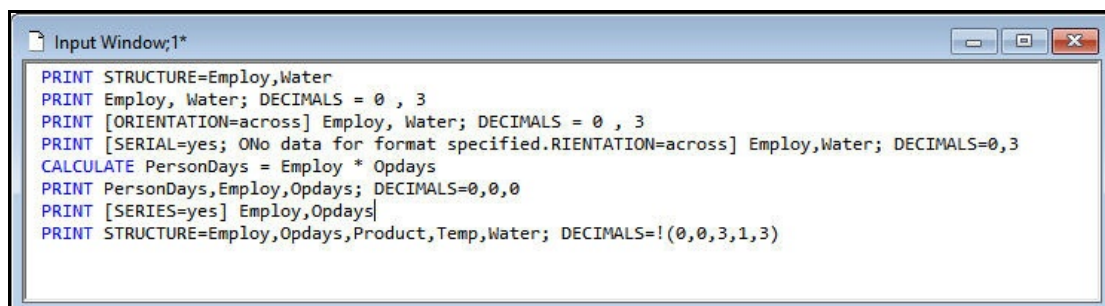 Input Window;1*
PRINT STRUCTURE=Employ,Water
PRINT Employ, Water; DECIMALS = 0 , 3
PRINT [ORIENTATION=across] Employ, Water; DECIMALS = 0 , 3
PRINT [SERIAL=yes; ONo data for format specified.RIENTATION=across] Employ,Water; DECIMALS=0,3
CALCULATE PersonDays = Employ * Opdays
PRINT PersonDays,Employ,Opdays; DECIMALS=0,0,0
PRINT [SERIES=yes] Employ,Opdays
PRINT STRUCTURE=Employ,Opdays,Product,Temp,Water; DECIMALS=!(0,0,3,1,3)